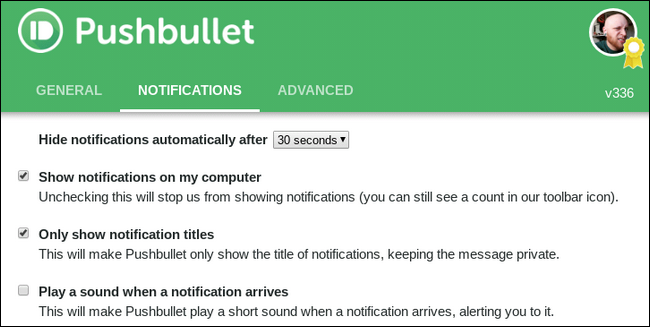 Pushbullet
GENERAL NOTIFICATIONS ADVANCED v336
Hide notifications automatically after 30 seconds
Show notifications on my computer
Unchecking this will stop us from showing notifications (you can still see a count in our toolbar icon).
Only show notification titles
This will make Pushbullet only show the title of notifications, keeping the message private.
Play a sound when a notification arrives
This will make Pushbullet play a short sound when a notification arrives, alerting you to it.